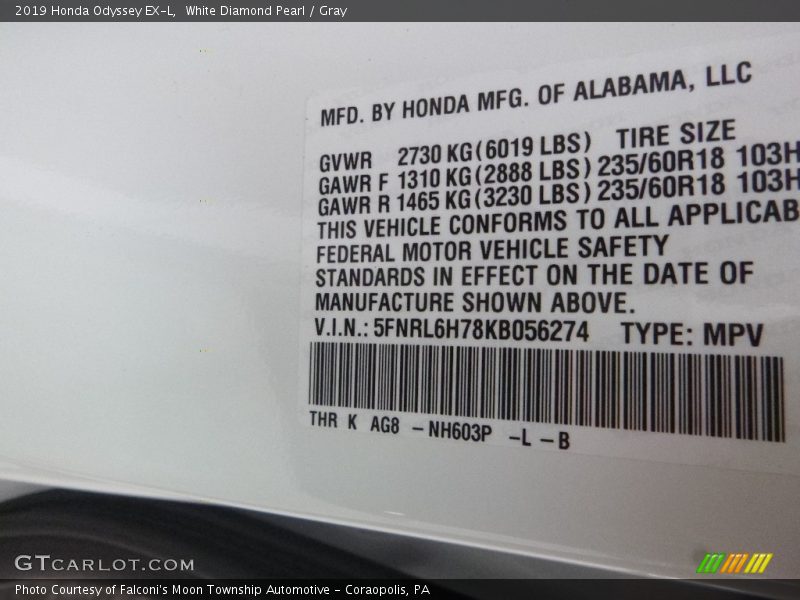 2019 Honda Odyssey EX-L,  White Diamond Pearl / Gray
MFD. BY HONDA MFG. OF ALABAMA, LLC
GVWR 2730 KG(6019 LBS) TIRE SIZE
GAWR F 1310 KG(2888 LBS) 235/60R18 103H
GAWR R 1465 KG(3230 LBS) 235/60R18 103H
THIS VEHICLE CONFORMS TO ALL APPLICAB
FEDERAL MOTOR VEHICLE SAFETY
STANDARDS IN EFFECT ON THE DATE OF
MANUFACTURE SHOWN ABOVE.
V.I.N.: 5FNRL6H78KB056274 TYPE: MPV
THR K AG8 -NH603P -L -B
GTCARLOT.COM
Photo Courtesy of Falconi's Moon Township Automotive - Coraopolis, PA